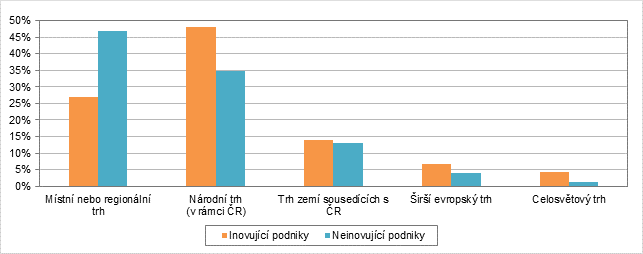 50%
45%
40%
35%
30%
25%
20%
15%
10%
5%
0%
Místní nebo regionální
trh
Národní trh
(v rámci ČR)
Trh zemí sousedících s
ČR
Širší evropský trh
Celosvětový trh
Inovující podniky
Neinovující podniky